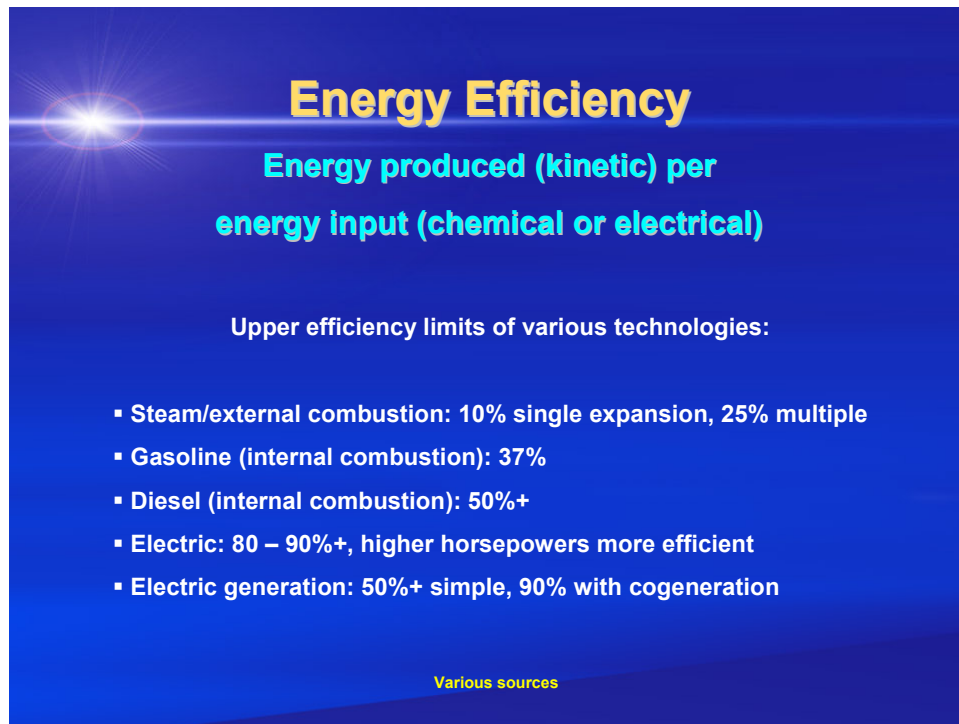 Energy Efficiency
Energy produced (kinetic) per
energy input (chemical or electrical)
Upper efficiency limits of various technologies:
▪ Steam/external combustion: 10% single expansion, 25% multiple
▪ Gasoline (internal combustion): 37%
▪ Diesel (internal combustion): 50%+
▪ Electric: 80 – 90%+, higher horsepowers more efficient
▪ Electric generation: 50%+ simple, 90% with cogeneration
Various sources